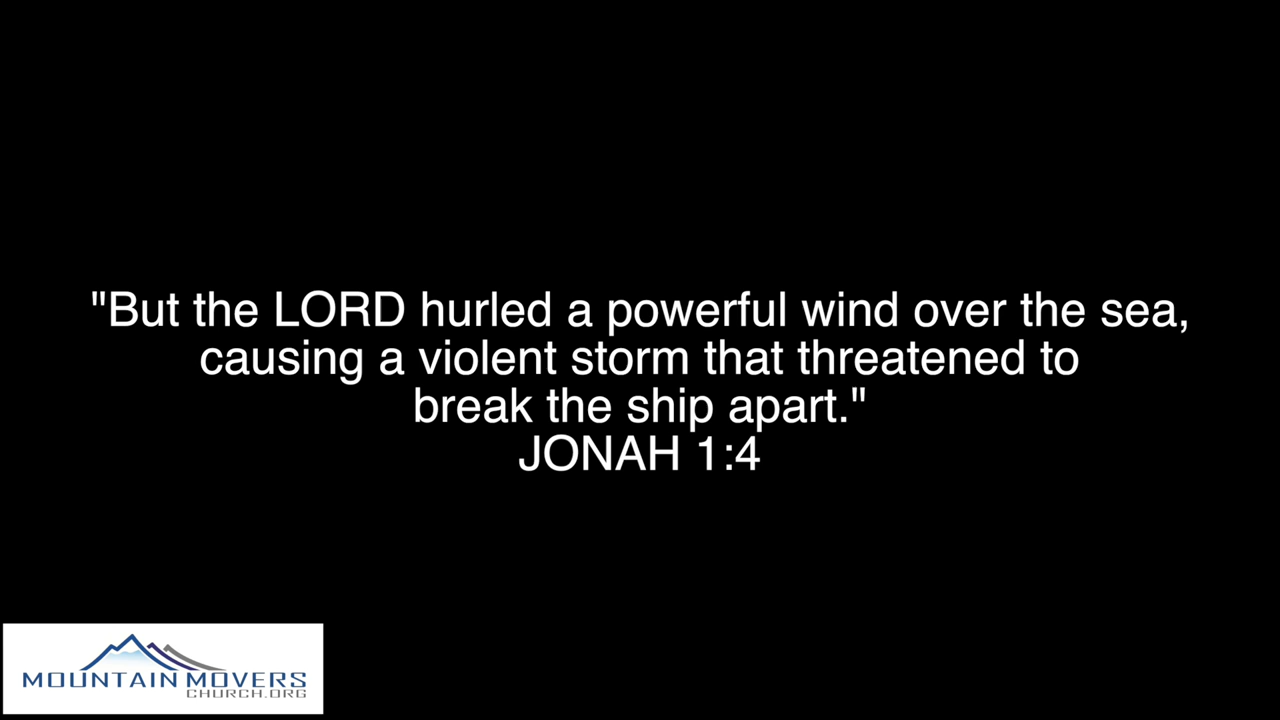 "But the LORD hurled a powerful wind over the sea,
causing a violent storm that threatened to
break the ship apart."
JONAH 1:4
MOUNTAIN MOVERS
CHURCH.ORG